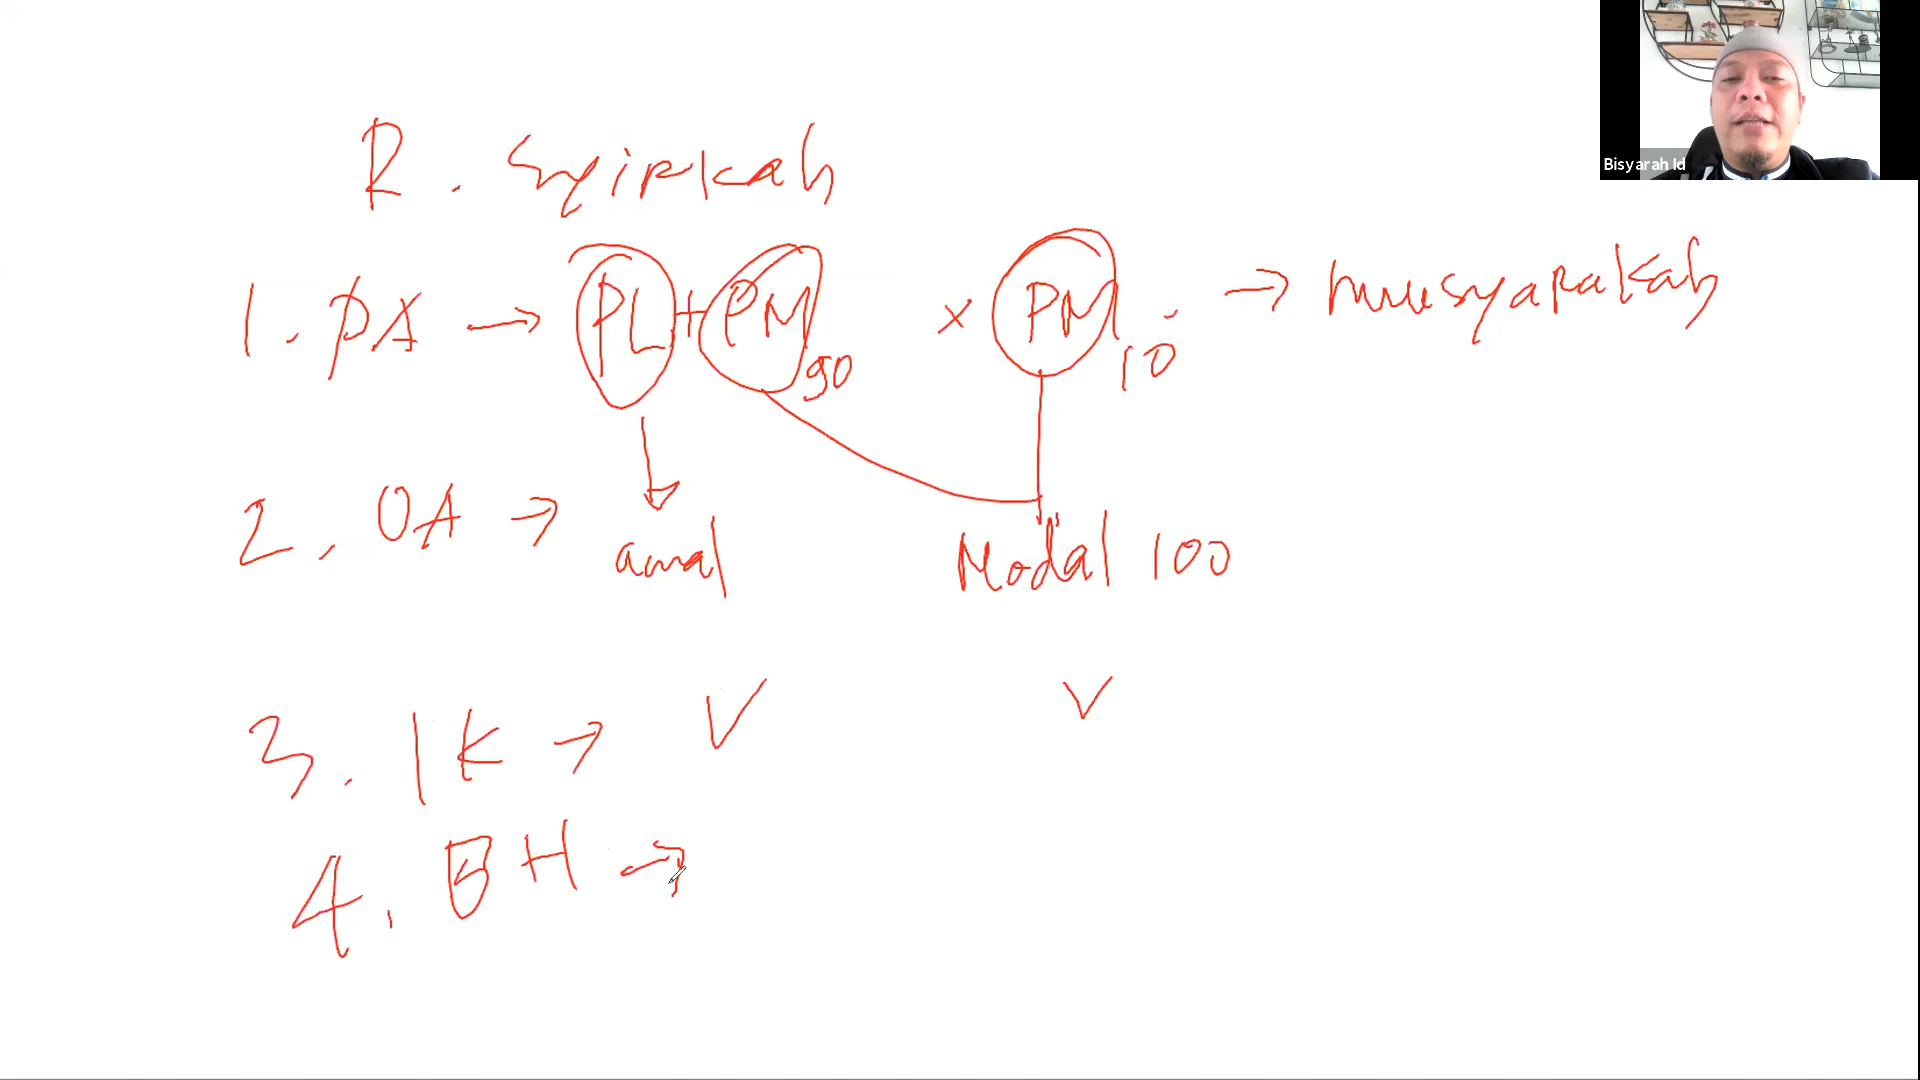 Bisyarah Id
R. Syirkah
1. PA → PL + PM 90 x PM 10 → musyarakah
2. OA → amal Modal 100
3. IK → V V
4. BH →